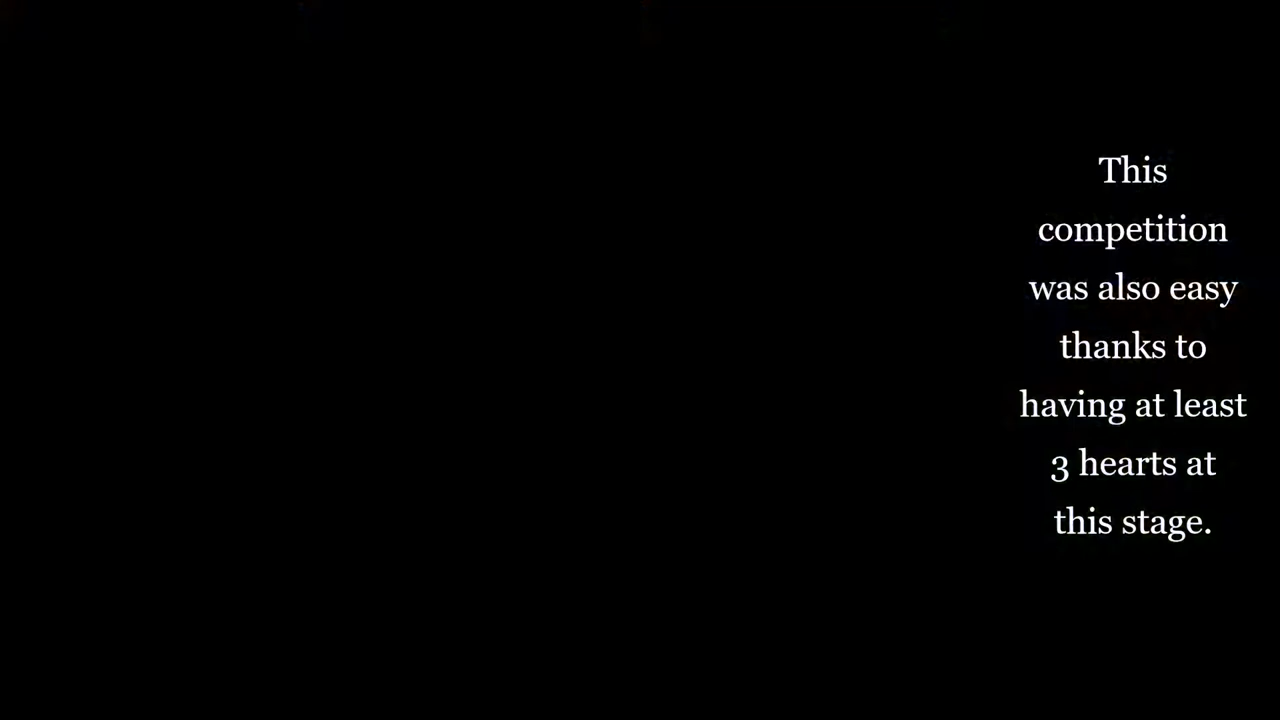 This
competition
was also easy
thanks to
having at least
3 hearts at
this stage.